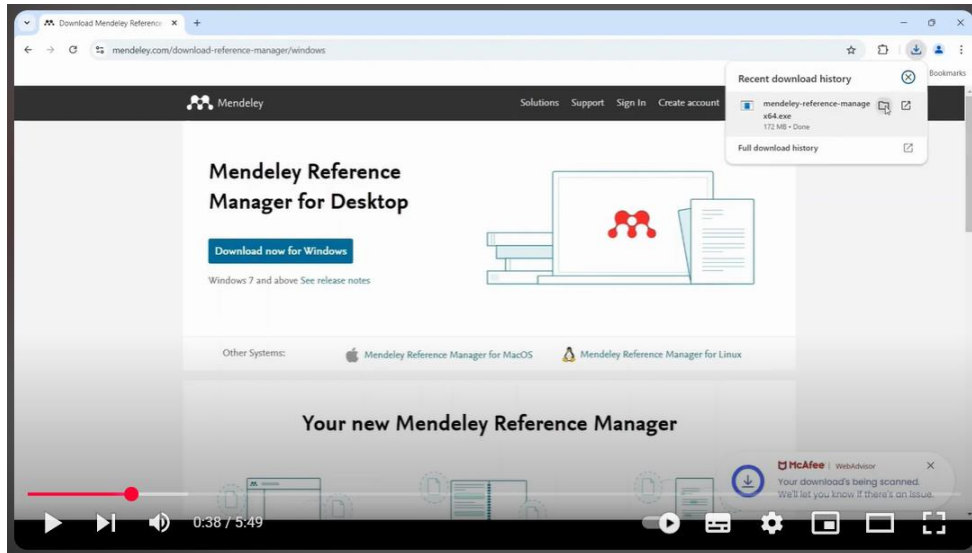 Download Mendeley Reference
mendeley.com/download-reference-manager/windows
Bookmarks
Recent download history
mendeley-reference-manage
x64.exe
172 MB • Done
Full download history
Mendeley
Solutions Support Sign In Create account
Mendeley Reference
Manager for Desktop
Download now for Windows
Windows 7 and above See release notes
Other Systems: Mendeley Reference Manager for MacOS Mendeley Reference Manager for Linux
Your new Mendeley Reference Manager
McAfee | WebAdvisor
Your download's being scanned.
We'll let you know if there's an issue.
0:38 / 5:49